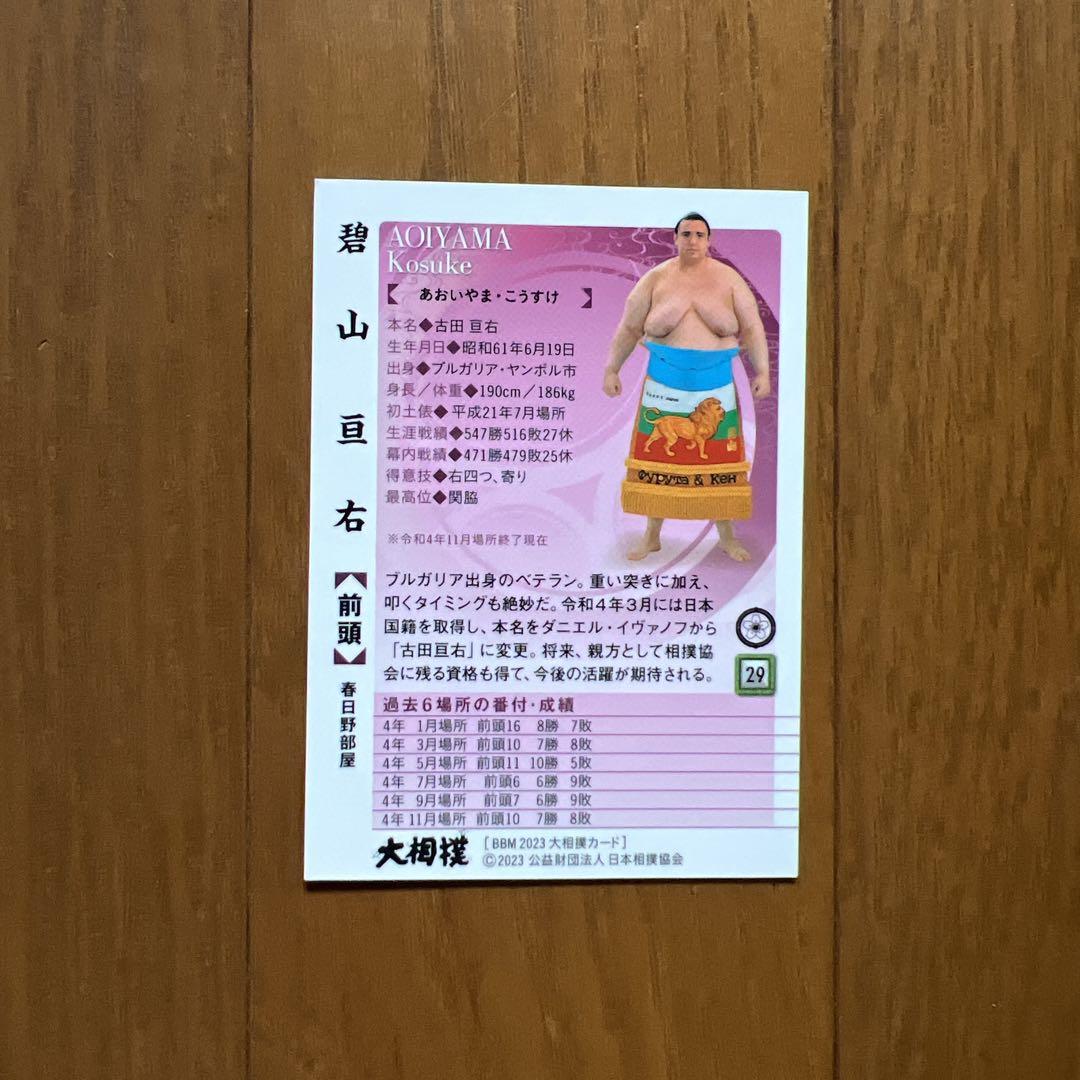 碧山亘右
【前頭】
春日野部屋
AOIYAMA
Kosuke
【 あおいやま・こうすけ 】
本名◆古田 亘右
生年月日◆昭和61年6月19日
出身◆ブルガリア・ヤンボル市
身長/体重◆190cm/186kg
初土俵◆平成21年7月場所
生涯戦績◆547勝516敗27休
幕内戦績◆471勝479敗25休
得意技◆右四つ、寄り
最高位◆関脇
※令和4年11月場所終了現在
Фурута & Кен
ブルガリア出身のベテラン。重い突きに加え、
叩くタイミングも絶妙だ。令和4年3月には日本
国籍を取得し、本名をダニエル・イヴァノフから
「古田亘右」に変更。将来、親方として相撲協
会に残る資格も得て、今後の活躍が期待される。
29
過去6場所の番付・成績
4年 1月場所 前頭16 8勝 7敗
4年 3月場所 前頭10 7勝 8敗
4年 5月場所 前頭11 10勝 5敗
4年 7月場所 前頭6 6勝 9敗
4年 9月場所 前頭7 6勝 9敗
4年 11月場所 前頭10 7勝 8敗
大相撲
[BBM 2023 大相撲カード]
©2023 公益財団法人 日本相撲協会